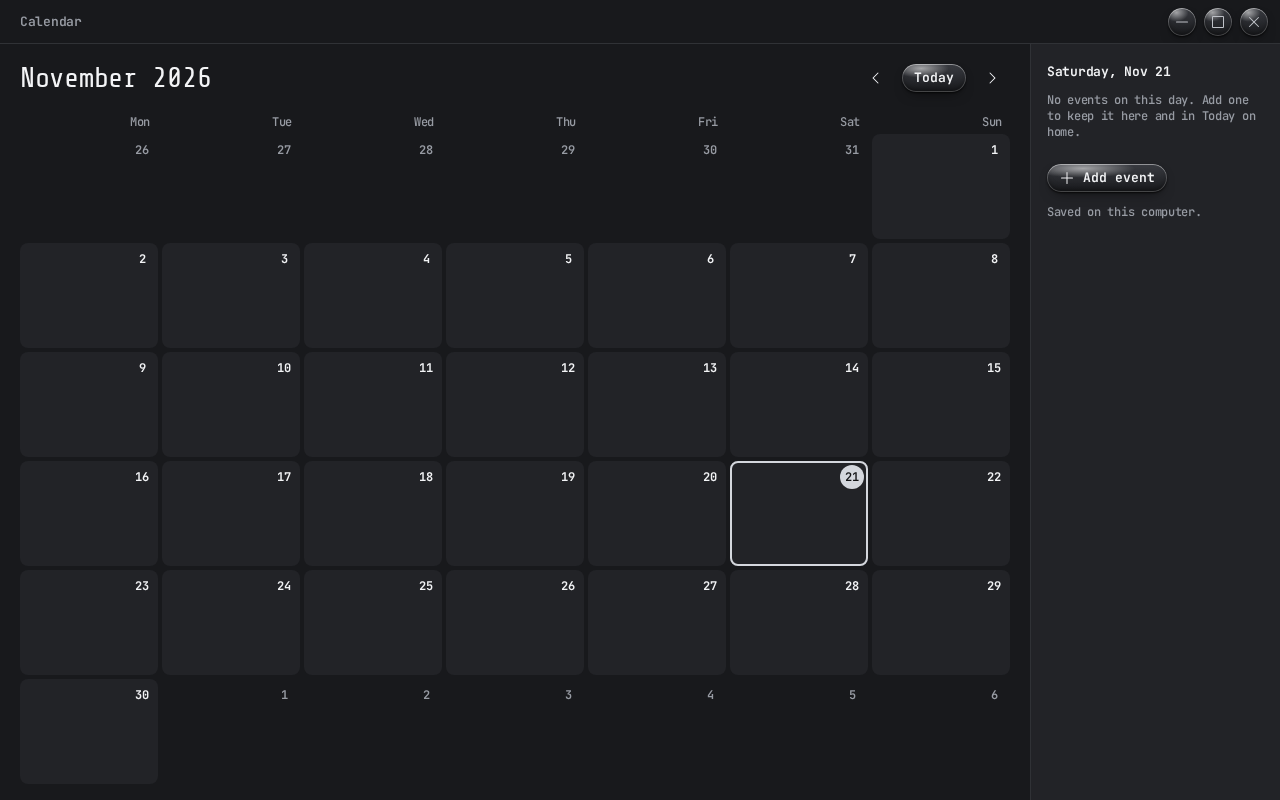 Calendar
November 2026
Today
Mon Tue Wed Thu Fri Sat Sun
26 27 28 29 30 31 1
2 3 4 5 6 7 8
9 10 11 12 13 14 15
16 17 18 19 20 21 22
23 24 25 26 27 28 29
30 1 2 3 4 5 6
Saturday, Nov 21
No events on this day. Add one
to keep it here and in Today on
home.
Add event
Saved on this computer.